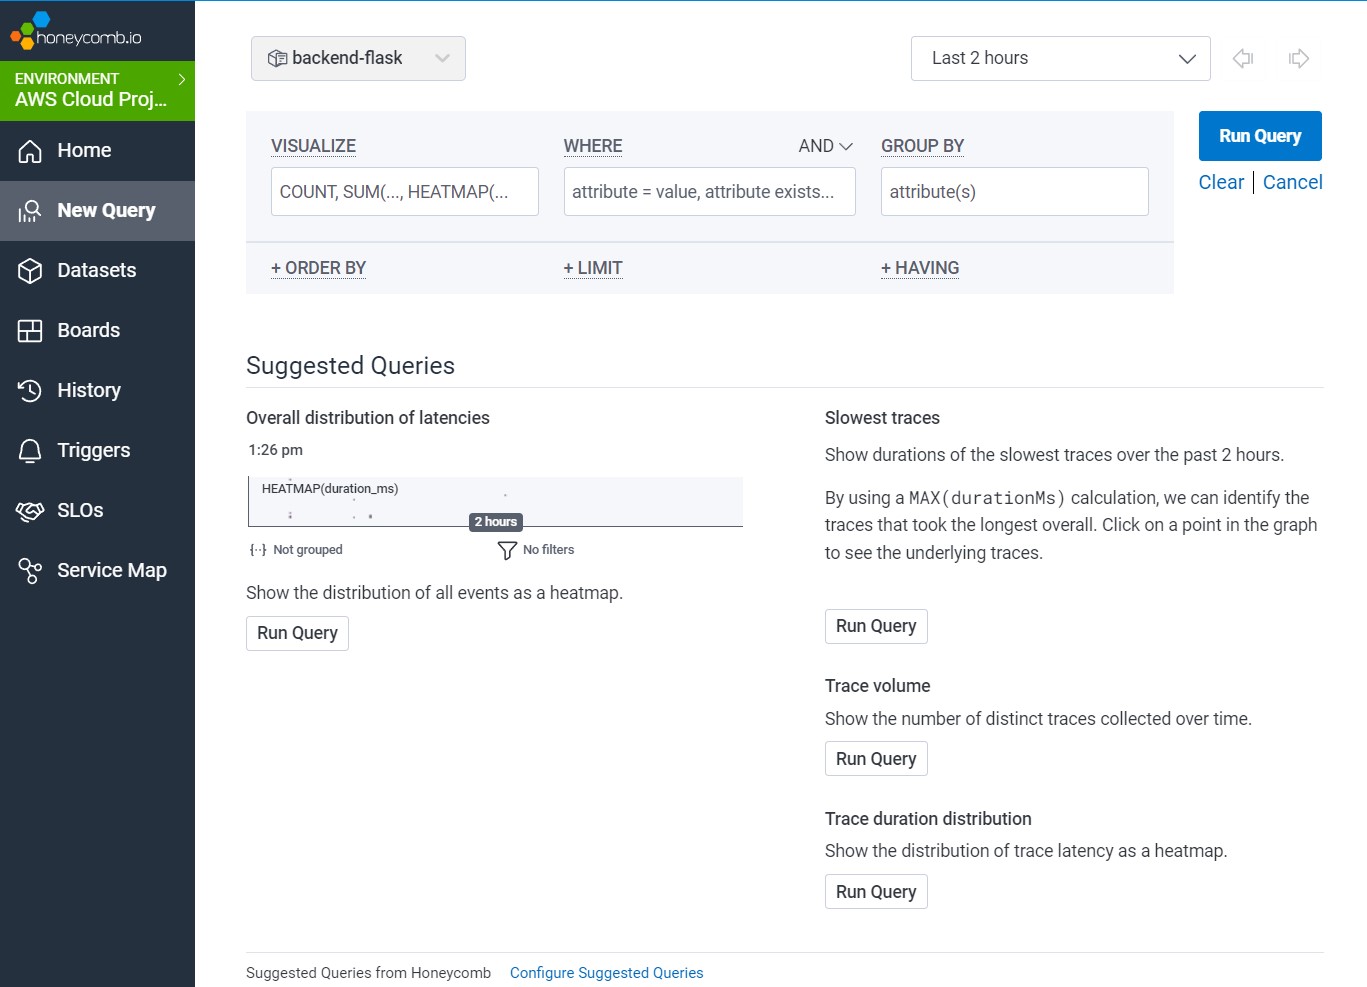 honeycomb.io
ENVIRONMENT
AWS Cloud Proj...
Home
New Query
Datasets
Boards
History
Triggers
SLOs
Service Map
backend-flask
Last 2 hours
VISUALIZE
WHERE
AND
GROUP BY
COUNT, SUM(..., HEATMAP(...
attribute = value, attribute exists...
attribute(s)
+ ORDER BY
+ LIMIT
+ HAVING
Run Query
Clear
Cancel
Suggested Queries
Overall distribution of latencies
1:26 pm
HEATMAP(duration_ms)
2 hours
Not grouped
No filters
Show the distribution of all events as a heatmap.
Run Query
Slowest traces
Show durations of the slowest traces over the past 2 hours.
By using a MAX(durationMs) calculation, we can identify the
traces that took the longest overall. Click on a point in the graph
to see the underlying traces.
Run Query
Trace volume
Show the number of distinct traces collected over time.
Run Query
Trace duration distribution
Show the distribution of trace latency as a heatmap.
Run Query
Suggested Queries from Honeycomb
Configure Suggested Queries